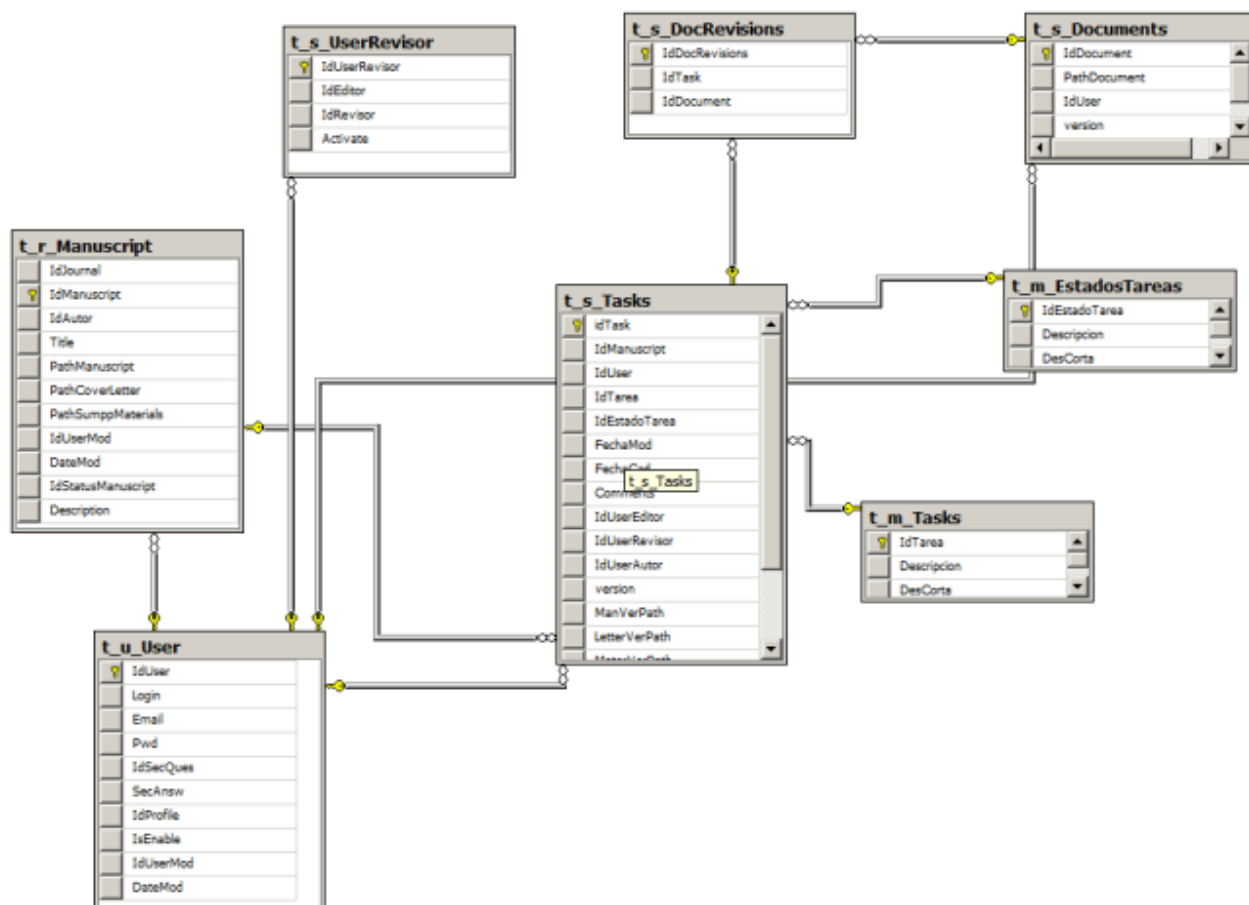 t_s_UserRevisor
IdUserRevisor
IdEditor
IdRevisor
Activate
t_s_DocRevisions
IdDocRevisions
IdTask
IdDocument
t_s_Documents
IdDocument
PathDocument
IdUser
version
t_r_Manuscript
IdJournal
IdManuscript
IdAutor
Title
PathManuscript
PathCoverLetter
PathSumppMaterials
IdUserMod
DateMod
IdStatusManuscript
Description
t_s_Tasks
idTask
IdManuscript
IdUser
IdTarea
IdEstadoTarea
FechaMod
t_s_Tasks
Comments
IdUserEditor
IdUserRevisor
IdUserAutor
version
ManVerPath
LetterVerPath
t_m_EstadosTareas
IdEstadoTarea
Descripcion
DesCorta
t_m_Tasks
IdTarea
Descripcion
DesCorta
t_u_User
IdUser
Login
Email
Pwd
IdSecQues
SecAnsw
IdProfile
IsEnable
IdUserMod
DateMod